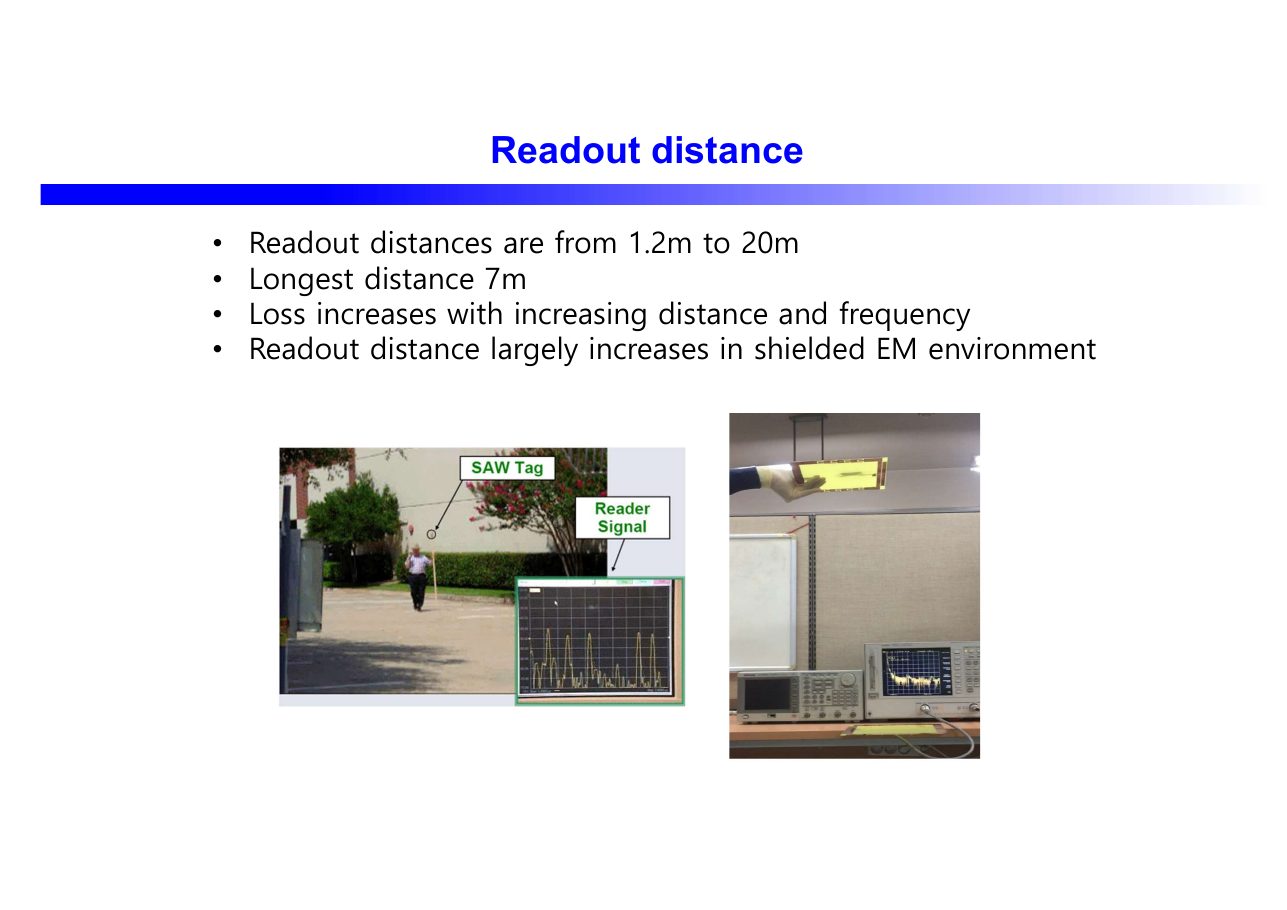 Readout distance
• Readout distances are from 1.2m to 20m
• Longest distance 7m
• Loss increases with increasing distance and frequency
• Readout distance largely increases in shielded EM environment
SAW Tag
Reader
Signal